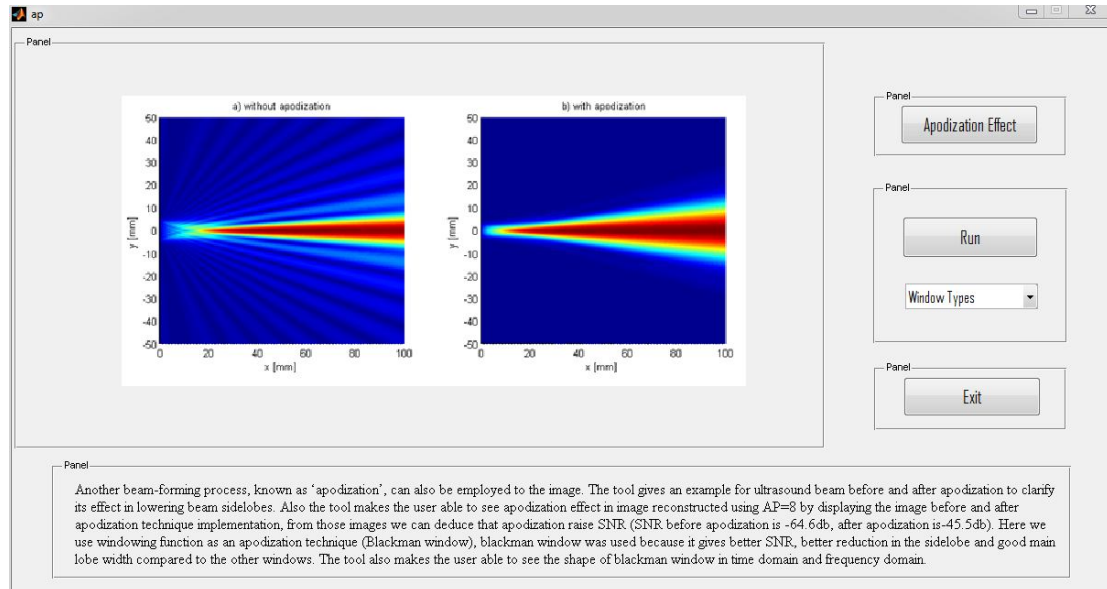 ap
Panel
a) without apodization
b) with apodization
50
40
30
20
10
0
-10
-20
-30
-40
-50
y [mm]
0 20 40 60 80 100
x [mm]
50
40
30
20
10
0
-10
-20
-30
-40
-50
y [mm]
0 20 40 60 80 100
x [mm]
Panel
Apodization Effect
Panel
Run
Window Types
Panel
Exit
Panel
Another beam-forming process, known as ‘apodization’, can also be employed to the image. The tool gives an example for ultrasound beam before and after apodization to clarify
its effect in lowering beam sidelobes. Also the tool makes the user able to see apodization effect in image reconstructed using AP=8 by displaying the image before and after
apodization technique implementation, from those images we can deduce that apodization raise SNR (SNR before apodization is -64.6db, after apodization is-45.5db). Here we
use windowing function as an apodization technique (Blackman window), blackman window was used because it gives better SNR, better reduction in the sidelobe and good main
lobe width compared to the other windows. The tool also makes the user able to see the shape of blackman window in time domain and frequency domain.